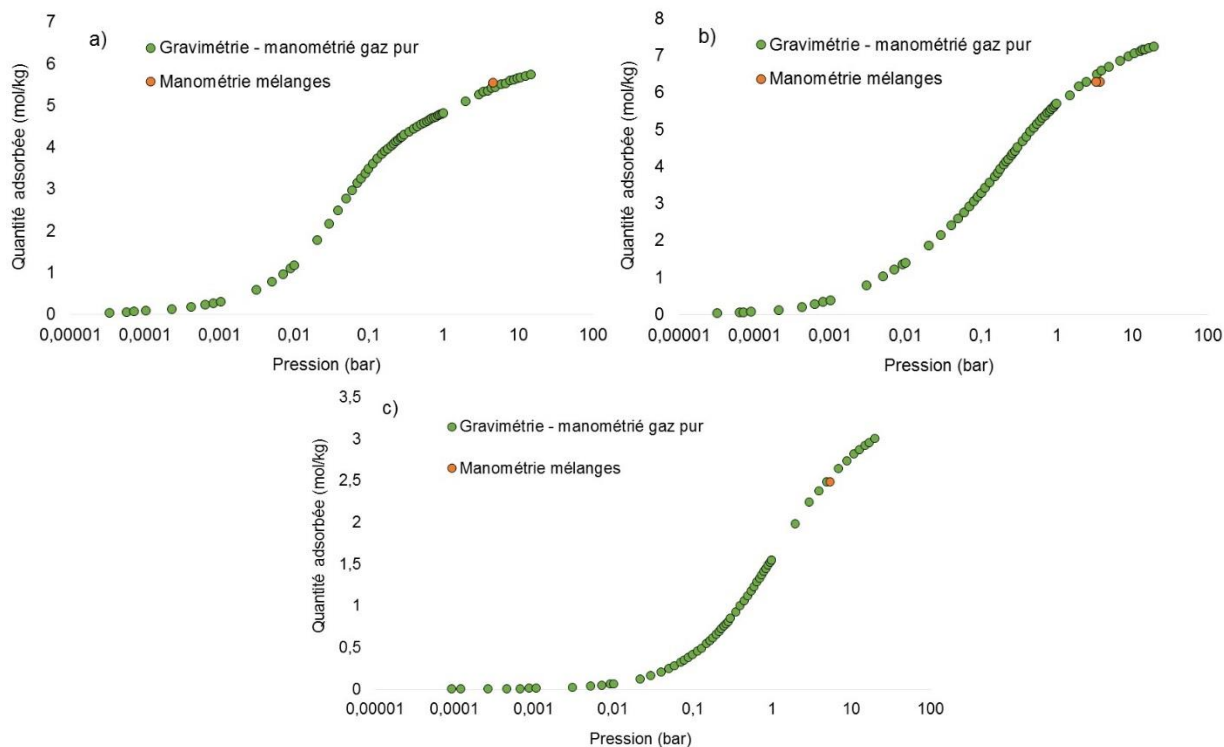 a)
Gravimétrie - manométrié gaz pur
Manométrie mélanges
Quantité adsorbée (mol/kg)
7
6
5
4
3
2
1
0
0,00001 0,0001 0,001 0,01 0,1 1 10 100
Pression (bar)
b)
Gravimétrie - manométrié gaz pur
Manométrie mélanges
Quantité adsorbée (mol/kg)
8
7
6
5
4
3
2
1
0
0,00001 0,0001 0,001 0,01 0,1 1 10 100
Pression (bar)
c)
Gravimétrie - manométrié gaz pur
Manométrie mélanges
Quantité adsorbée (mol/kg)
3,5
3
2,5
2
1,5
1
0,5
0
0,00001 0,0001 0,001 0,01 0,1 1 10 100
Pression (bar)